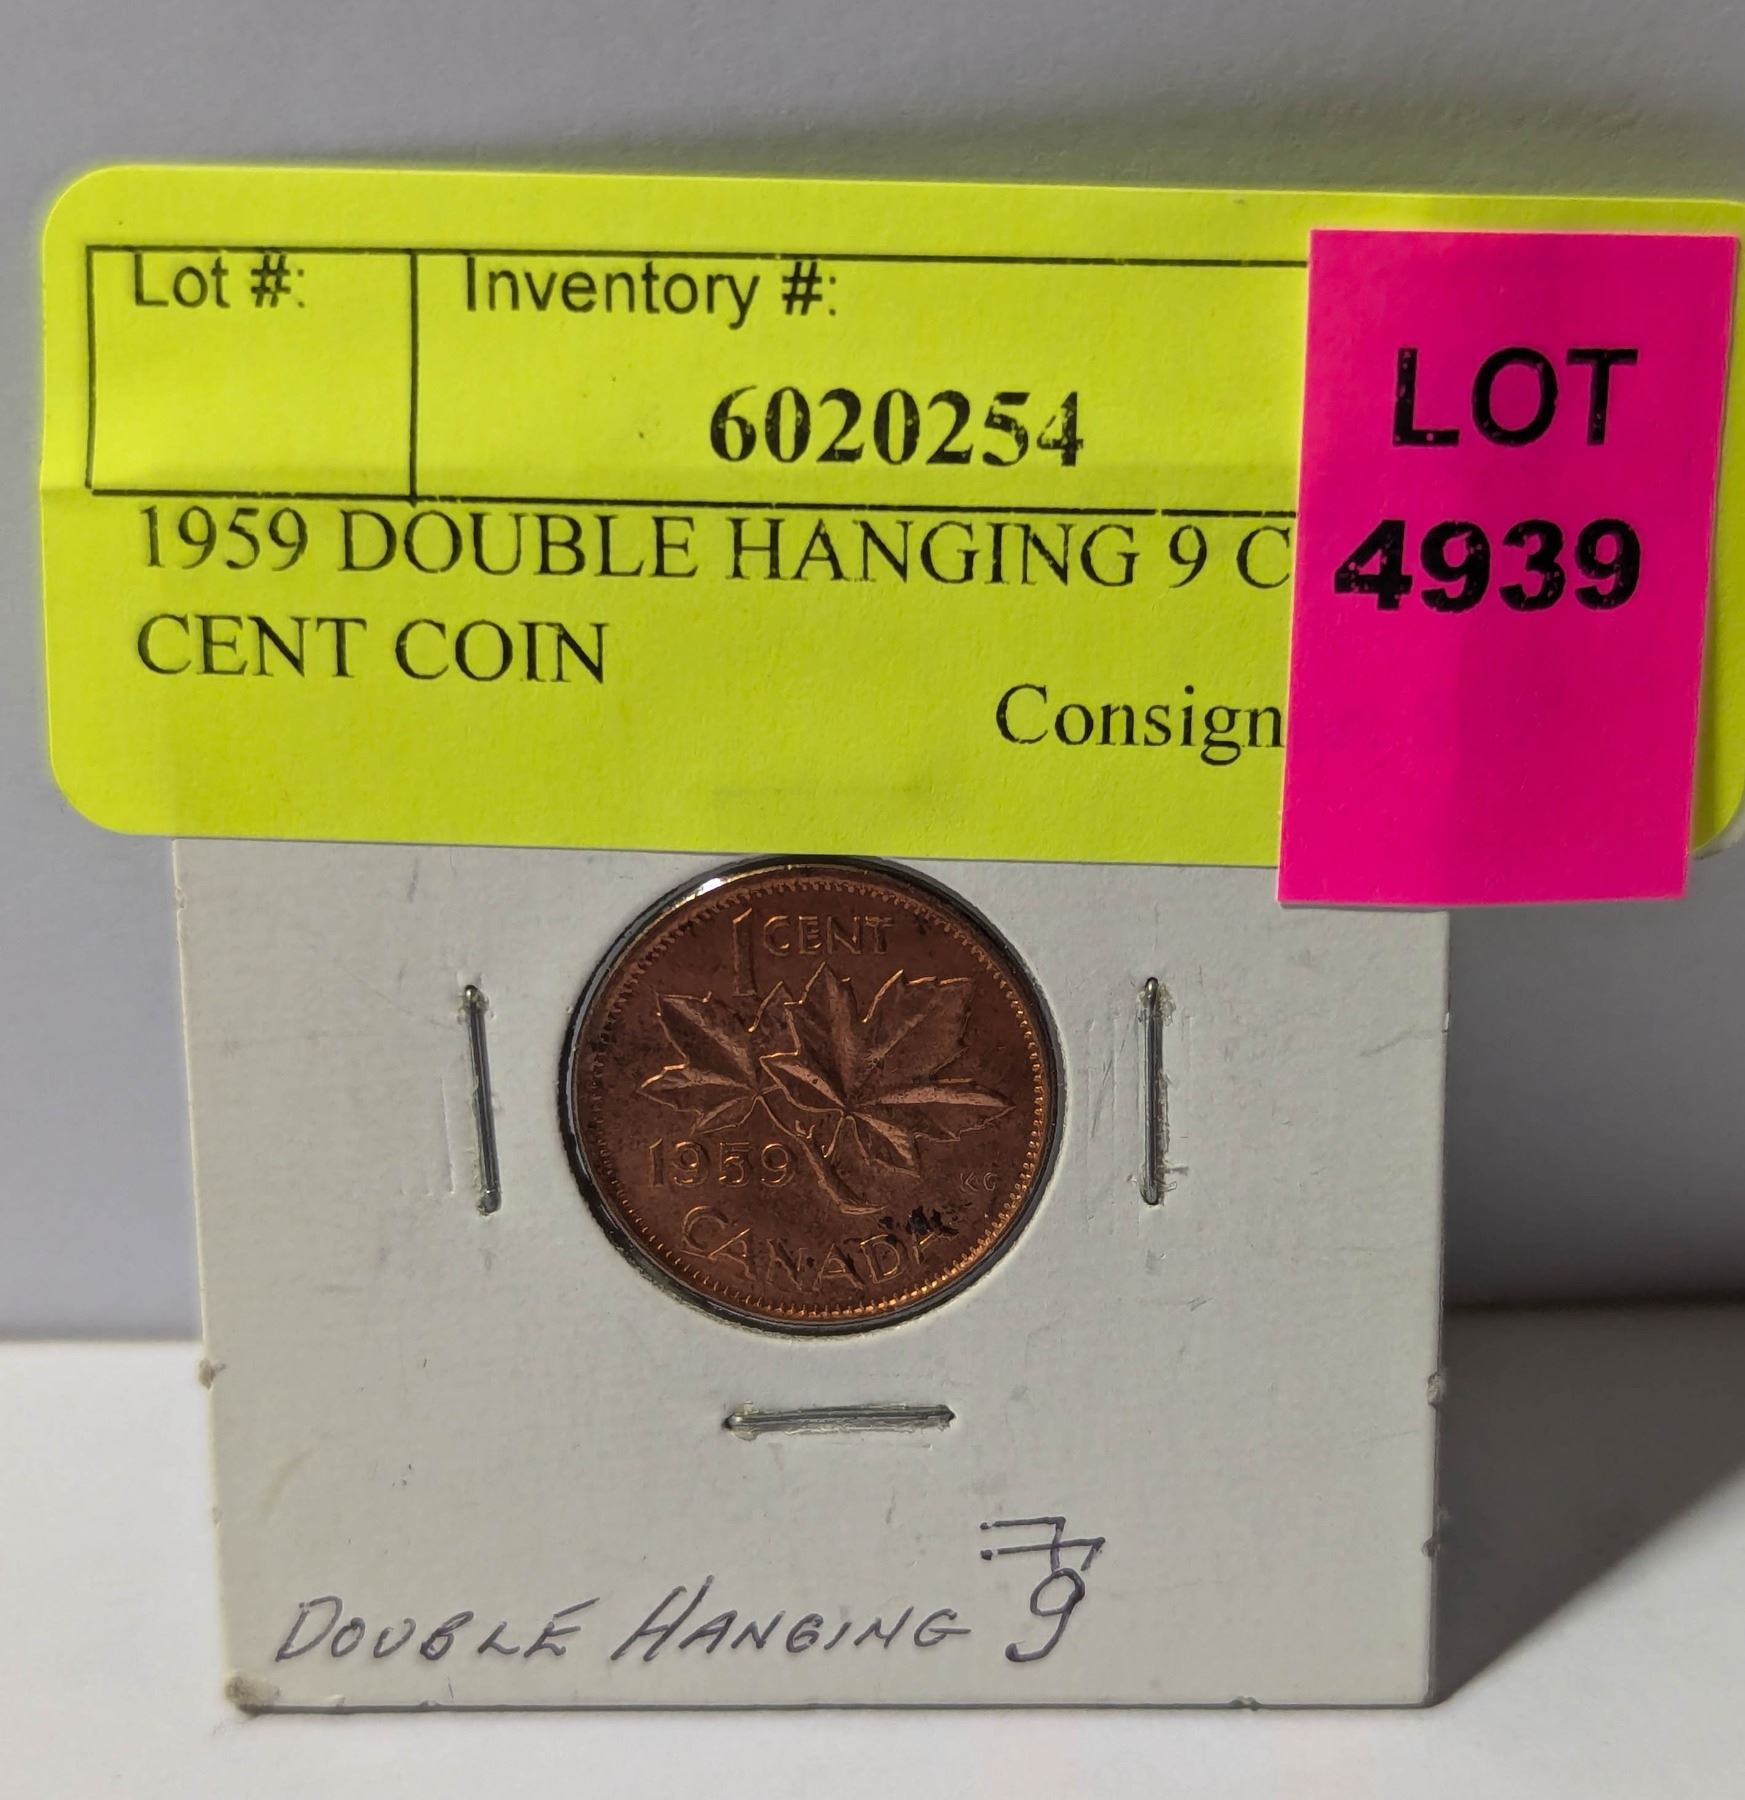 Lot #:
Inventory #:
6020254
LOT
4939
1959 DOUBLE HANGING 9 C
CENT COIN
Consign
1 CENT
1959
KG
CANADA
DOUBLE HANGING 9